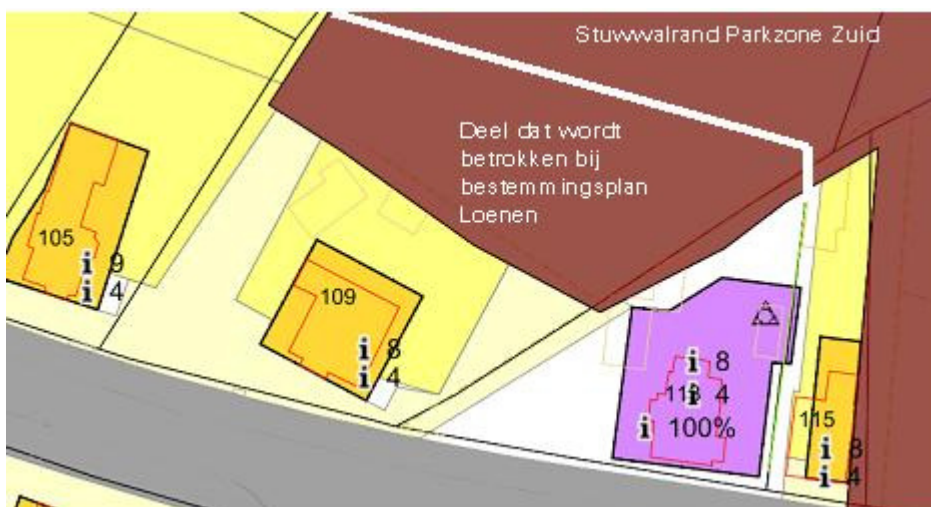 Stuwwalrand Parkzone Zuid
Deel dat wordt
betrokken bij
bestemmingsplan
Loenen
105
i 9
i 4
109
i 8
i 4
i 8
113 i 4
i 100%
115
i 8
i 4